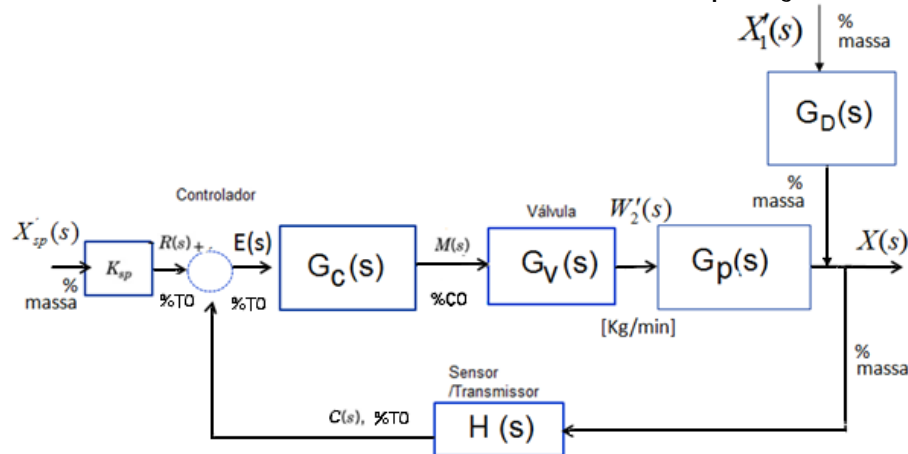 X'₁(s)
%
massa
G_D(s)
%
massa
Controlador
X'sp(s)
Ksp
%
massa
R(s) +
%TO
E(s)
%TO
Gc(s)
M(s)
%CO
Válvula
Gv(s)
W'₂(s)
[Kg/min]
Gp(s)
X(s)
%
massa
Sensor
/Transmissor
H (s)
C(s), %TO